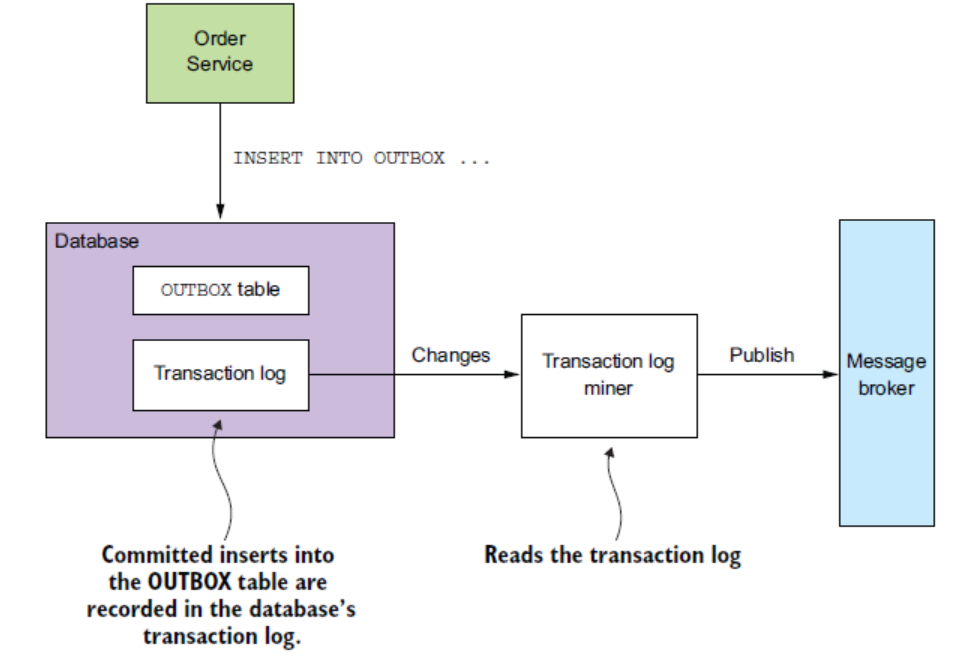 Order
Service
INSERT INTO OUTBOX ...
Database
OUTBOX table
Transaction log
Changes
Transaction log
miner
Publish
Message
broker
Committed inserts into
the OUTBOX table are
recorded in the database's
transaction log.
Reads the transaction log